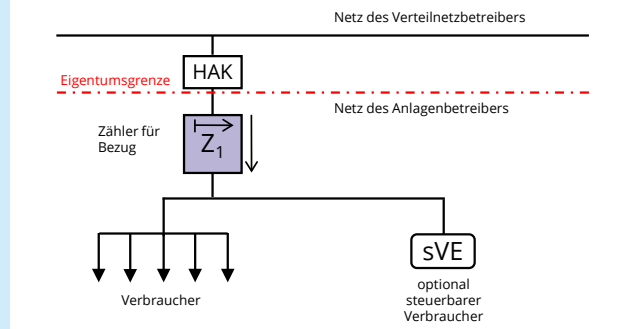 Netz des Verteilnetzbetreibers
HAK
Eigentumsgrenze
Netz des Anlagenbetreibers
Zähler für
Bezug
Z₁
sVE
Verbraucher
optional
steuerbarer
Verbraucher